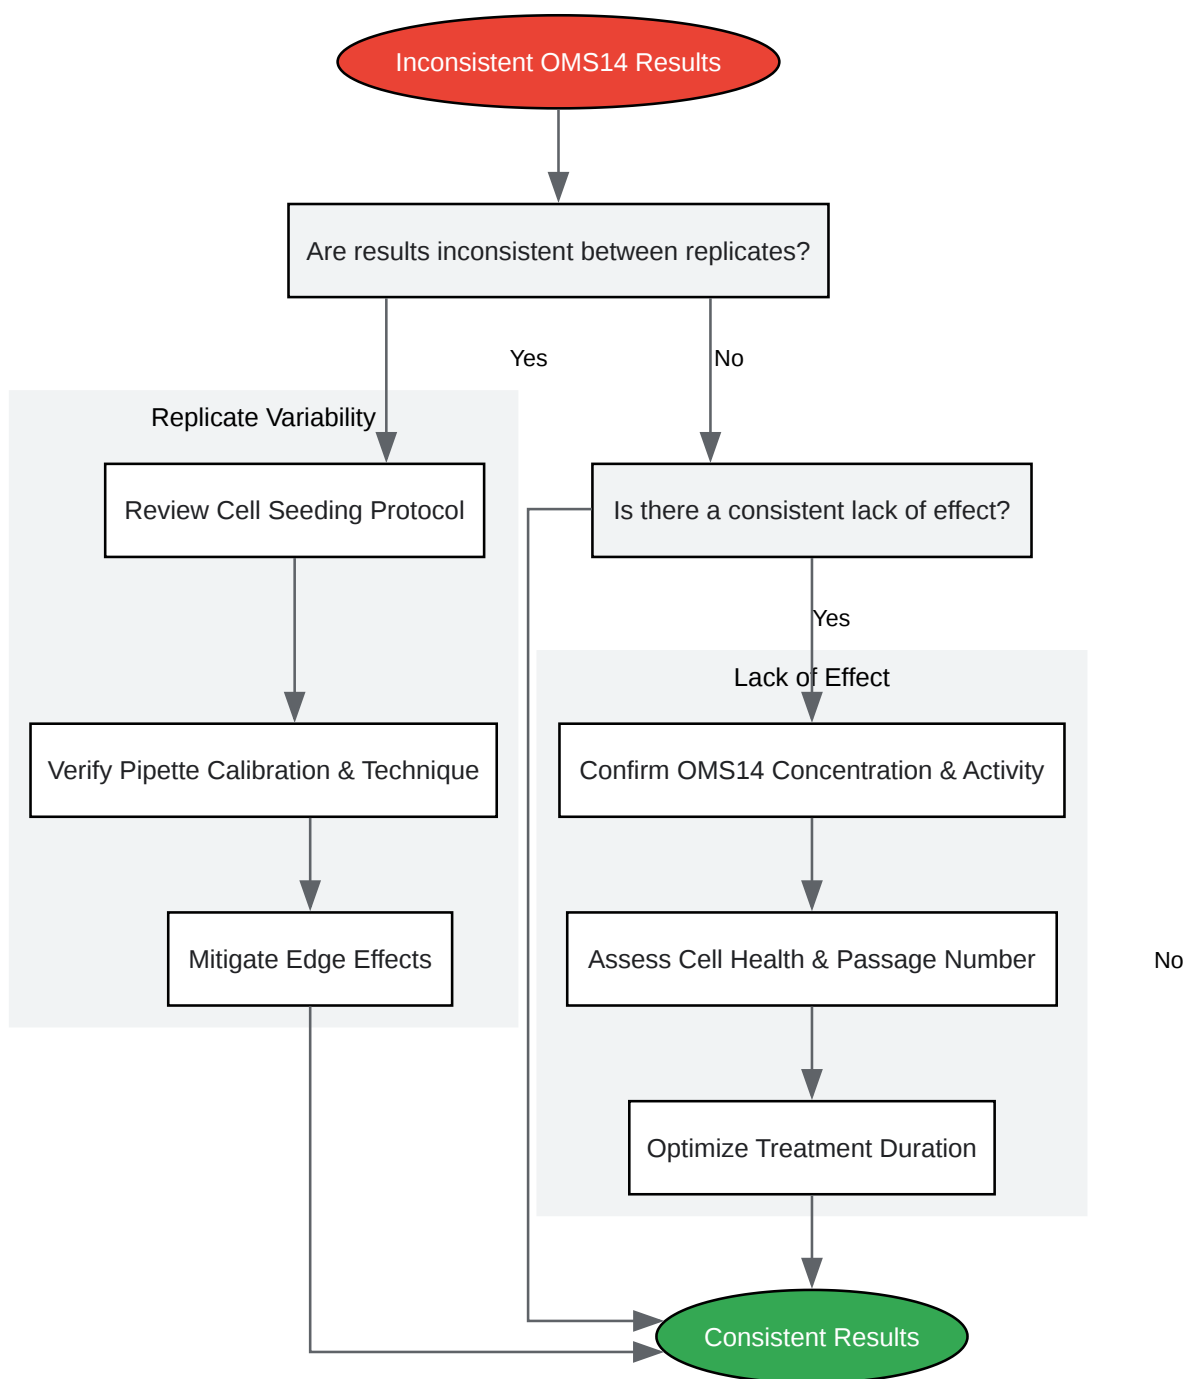 Inconsistent OMS14 Results
Are results inconsistent between replicates?
Yes
No
Replicate Variability
Review Cell Seeding Protocol
Is there a consistent lack of effect?
Yes
Lack of Effect
Verify Pipette Calibration & Technique
Confirm OMS14 Concentration & Activity
Mitigate Edge Effects
Assess Cell Health & Passage Number
No
Optimize Treatment Duration
Consistent Results